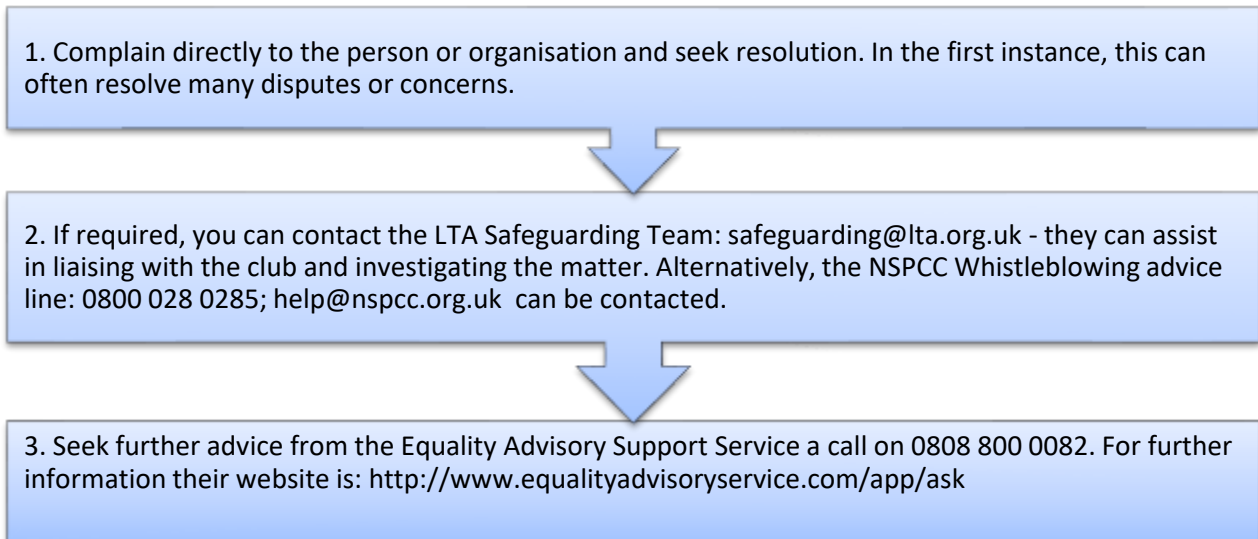 1. Complain directly to the person or organisation and seek resolution. In the first instance, this can
often resolve many disputes or concerns.
2. If required, you can contact the LTA Safeguarding Team: safeguarding@lta.org.uk - they can assist
in liaising with the club and investigating the matter. Alternatively, the NSPCC Whistleblowing advice
line: 0800 028 0285; help@nspcc.org.uk  can be contacted.
3. Seek further advice from the Equality Advisory Support Service a call on 0808 800 0082. For further
information their website is: http://www.equalityadvisoryservice.com/app/ask